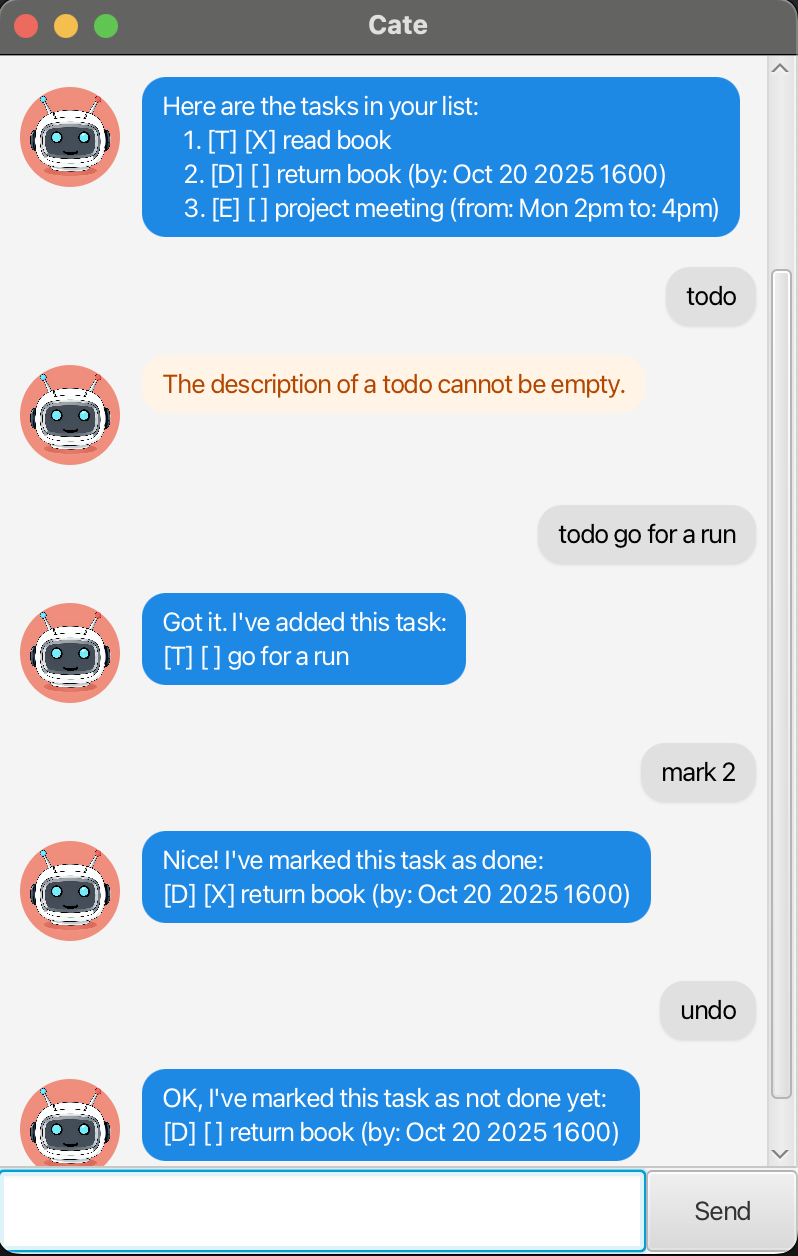 Cate
Here are the tasks in your list:
1. [T] [X] read book
2. [D] [ ] return book (by: Oct 20 2025 1600)
3. [E] [ ] project meeting (from: Mon 2pm to: 4pm)
todo
The description of a todo cannot be empty.
todo go for a run
Got it. I've added this task:
[T] [ ] go for a run
mark 2
Nice! I've marked this task as done:
[D] [X] return book (by: Oct 20 2025 1600)
undo
OK, I've marked this task as not done yet:
[D] [ ] return book (by: Oct 20 2025 1600)
Send